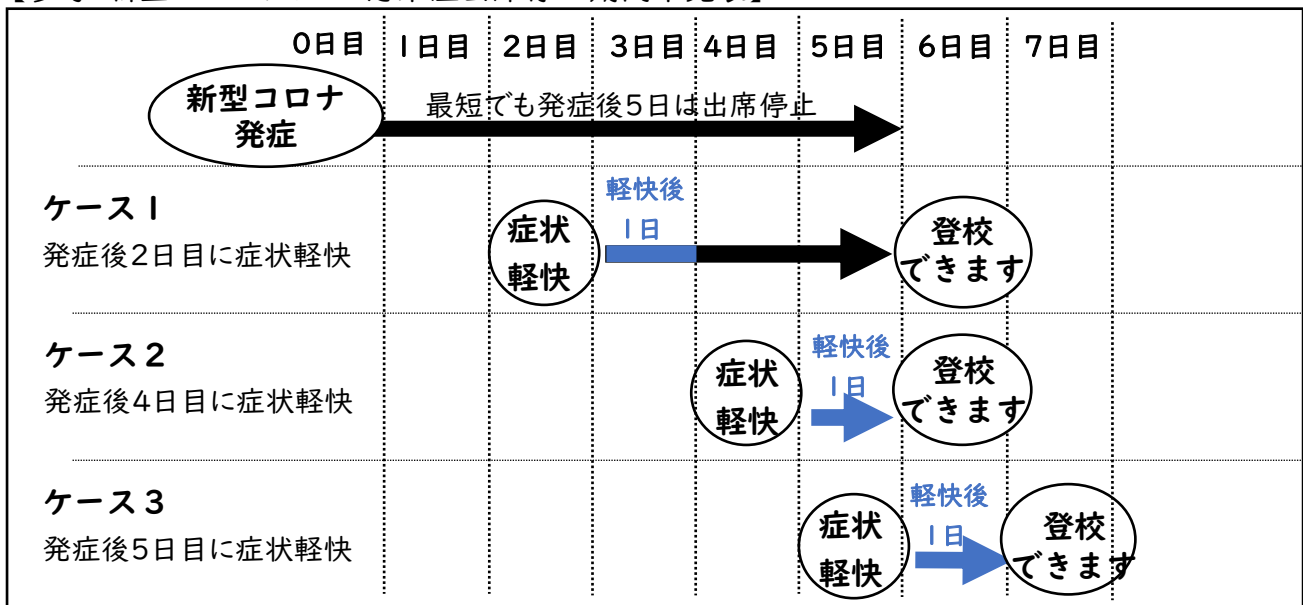 0日目 1日目 2日目 3日目 4日目 5日目 6日目 7日目
新型コロナ
発症
最短でも発症後5日は出席停止
ケース1
発症後2日目に症状軽快
症状
軽快
軽快後
1日
登校
できます
ケース2
発症後4日目に症状軽快
症状
軽快
軽快後
1日
登校
できます
ケース3
発症後5日目に症状軽快
症状
軽快
軽快後
1日
登校
できます